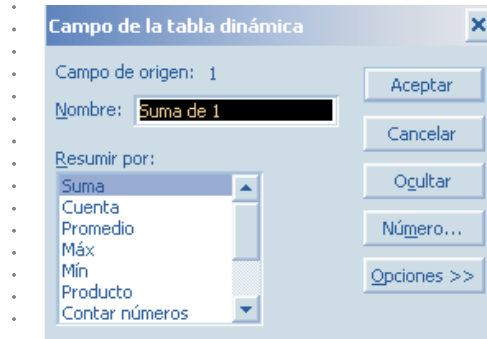 Campo de la tabla dinámica
Campo de origen: 1
Nombre: Suma de 1
Resumir por:
Suma
Cuenta
Promedio
Máx
Mín
Producto
Contar números
Aceptar
Cancelar
Ocultar
Número...
Opciones >>